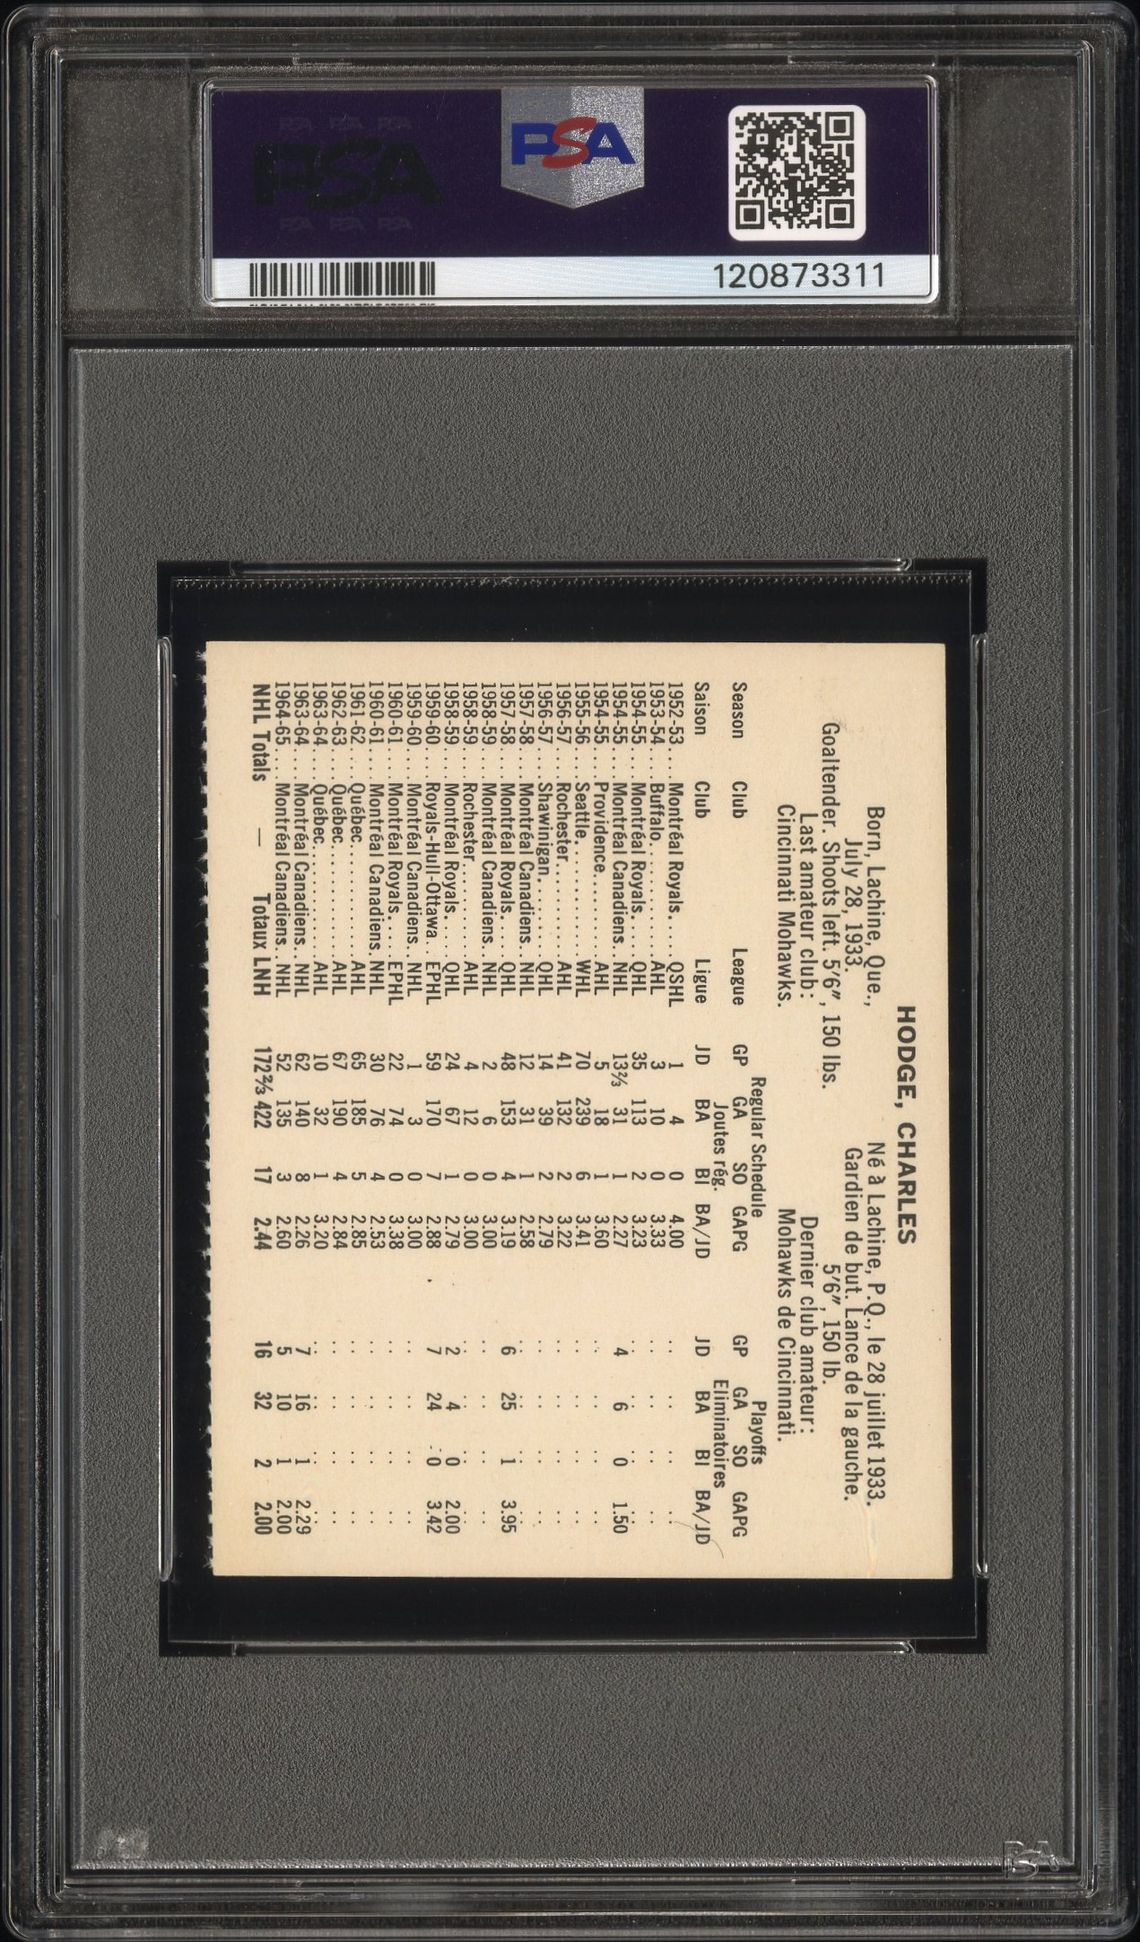 PSA
PSA PSA PSA
PSA
PSA PSA PSA
120873311
HODGE, CHARLES
Born, Lachine, Que., Né à Lachine, P.Q., le 28 juillet 1933.
July 28, 1933. Gardien de but. Lance de la gauche.
Goaltender. Shoots left. 5'6", 150 lbs. 5'6", 150 lb.
Last amateur club: Dernier club amateur:
Cincinnati Mohawks. Mohawks de Cincinnati.
Regular Schedule Playoffs
Season Club League GP GA SO GAPG GP GA SO GAPG
Joutes rég. Eliminatoires
Saison Club Ligue JD BA BI BA/JD JD BA BI BA/JD
1952-53.... Montréal Royals.... QSHL 1 4 0 4.00 .. .. .. ..
1953-54.... Buffalo........... AHL 3 10 0 3.33 .. .. .. ..
1954-55.... Montréal Royals.... QHL 35 113 2 3.23 .. .. .. ..
1954-55.... Montréal Canadiens.. NHL 13⅔ 31 1 2.27 4 6 0 1.50
1954-55.... Providence........ AHL 5 18 1 3.60 .. .. .. ..
1955-56.... Seattle........... WHL 70 239 6 3.41 .. .. .. ..
1956-57.... Rochester......... AHL 41 132 2 3.22 .. .. .. ..
1956-57.... Shawinigan........ QHL 14 39 2 2.79 .. .. .. ..
1957-58.... Montréal Canadiens.. NHL 12 31 1 2.58 .. .. .. ..
1957-58.... Montréal Royals.... QHL 48 153 4 3.19 6 25 1 3.95
1958-59.... Montréal Canadiens.. NHL 2 6 0 3.00 .. .. .. ..
1958-59.... Rochester......... AHL 4 12 0 3.00 .. .. .. ..
1958-59.... Montréal Royals.... QHL 24 67 1 2.79 2 4 0 2.00
1959-60.... Royals-Hull-Ottawa.. EPHL 59 170 7 2.88 7 24 0 3.42
1959-60.... Montréal Canadiens.. NHL 1 3 0 3.00 .. .. .. ..
1960-61.... Montréal Royals.... EPHL 22 74 0 3.38 .. .. .. ..
1960-61.... Montréal Canadiens.. NHL 30 76 4 2.53 .. .. .. ..
1961-62.... Québec............ AHL 65 185 5 2.85 .. .. .. ..
1962-63.... Québec............ AHL 67 190 4 2.84 .. .. .. ..
1963-64.... Québec............ AHL 10 32 1 3.20 .. .. .. ..
1963-64.... Montréal Canadiens.. NHL 62 140 8 2.26 7 16 1 2.29
1964-65.... Montréal Canadiens.. NHL 52 135 3 2.60 5 10 1 2.00
NHL Totals — Totaux LNH 172⅔ 422 17 2.44 16 32 2 2.00
PSA